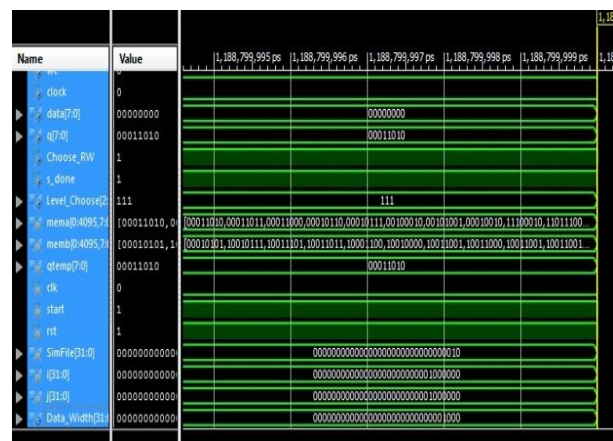 1,18
Name Value 1,188,799,995 ps 1,188,799,996 ps 1,188,799,997 ps 1,188,799,998 ps 1,188,799,999 ps 1,18
clock 0
data[7:0] 00000000 00000000
q[7:0] 00011010 00011010
Choose_RW 1
s_done 1
Level_Choose[2: 111 111
mema[0:4095,7: [00011010,00 [00011010,00011011,00011000,00010110,00010111,00100010,00101001,00010010,11100010,11011100...
memb[0:4095,7: [00010101,10 [00010101,10010111,10011101,10011011,10001100,10010000,10011001,10011000,10011001,10011001...
qtemp[7:0] 00011010 00011010
clk 0
start 1
rst 1
SimFile[31:0] 00000000000 00000000000000000000000000000010
i[31:0] 00000000000 00000000000000000000000001000000
j[31:0] 00000000000 00000000000000000000000001000000
Data_Width[31: 00000000000 00000000000000000000000000001000